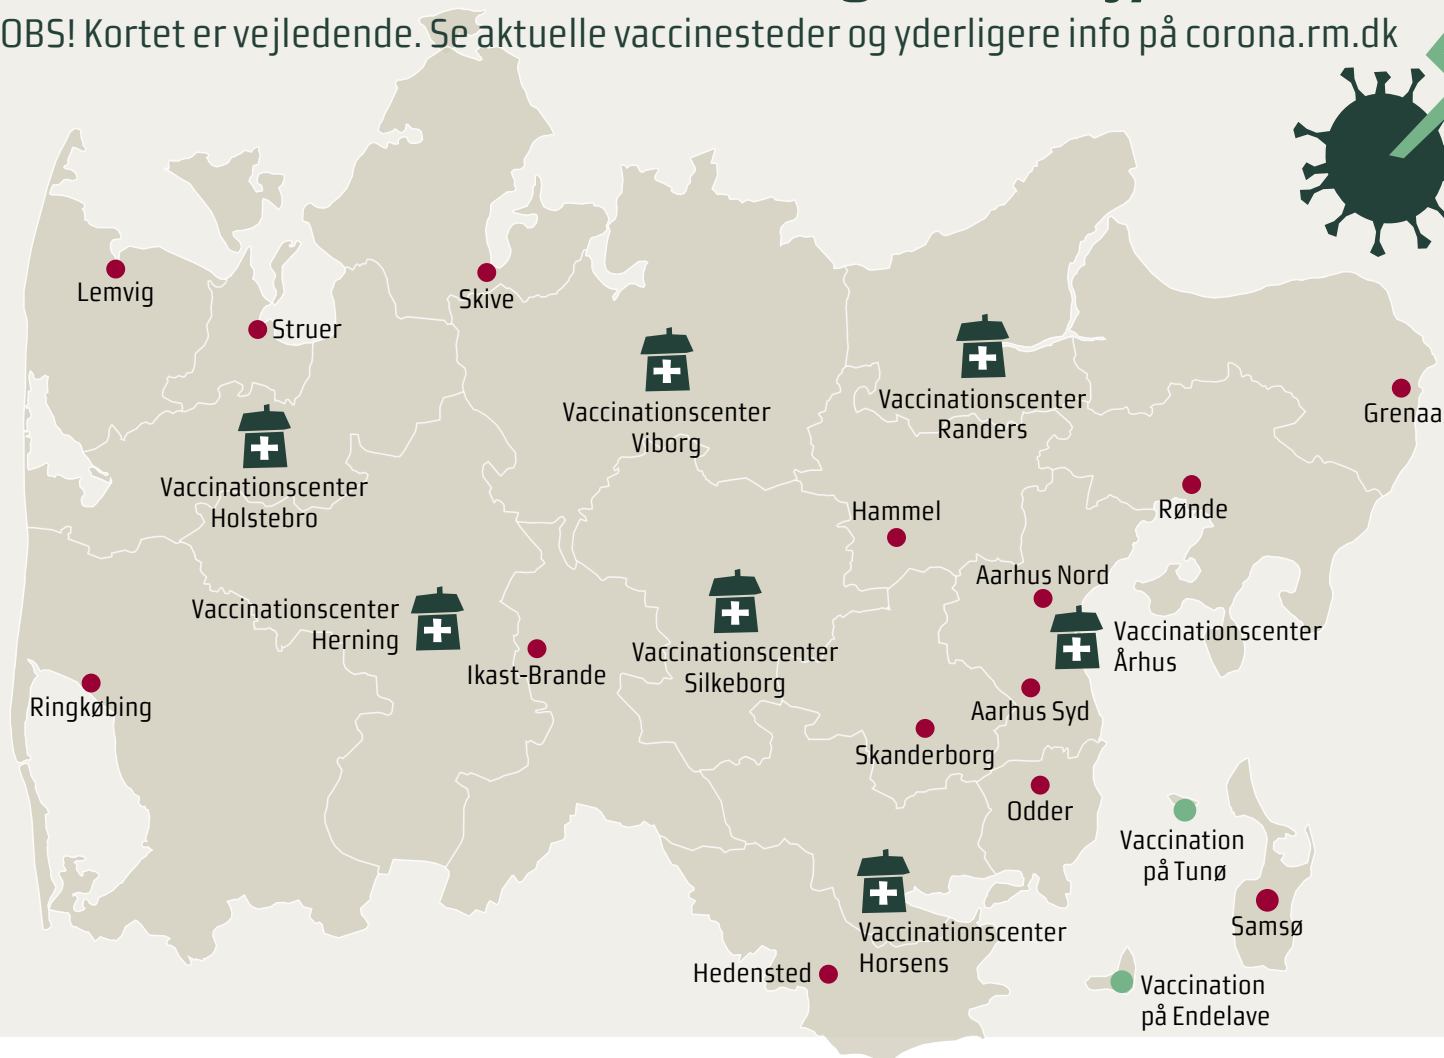 OBS! Kortet er vejledende. Se aktuelle vaccinesteder og yderligere info på corona.rm.dk
Lemvig
Skive
Struer
Vaccinationscenter
Viborg
Vaccinationscenter
Randers
Grenaa
Vaccinationscenter
Holstebro
Hammel
Rønde
Aarhus Nord
Vaccinationscenter
Herning
Vaccinationscenter
Århus
Ikast-Brande
Vaccinationscenter
Silkeborg
Ringkøbing
Aarhus Syd
Skanderborg
Odder
Vaccination
på Tunø
Samsø
Vaccinationscenter
Horsens
Hedensted
Vaccination
på Endelave